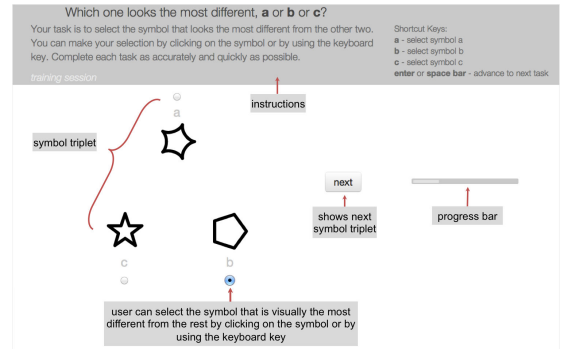 Which one looks the most different, a or b or c?
Your task is to select the symbol that looks the most different from the other two.
You can make your selection by clicking on the symbol or by using the keyboard
key. Complete each task as accurately and quickly as possible.
training session
Shortcut Keys:
a - select symbol a
b - select symbol b
c - select symbol c
enter or space bar - advance to next task
instructions
a
symbol triplet
next
shows next
symbol triplet
progress bar
c
b
user can select the symbol that is visually the most
different from the rest by clicking on the symbol or by
using the keyboard key